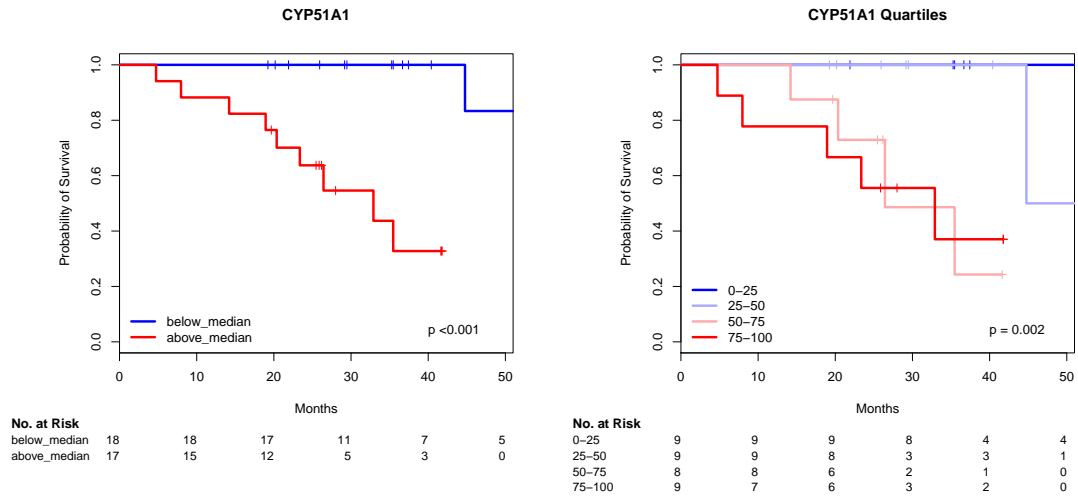 CYP51A1
Probability of Survival
1.0
0.8
0.6
0.4
0.2
0.0
below_median
above_median
p <0.001
0 10 20 30 40 50
Months
No. at Risk
below_median 18 18 17 11 7 5
above_median 17 15 12 5 3 0
CYP51A1 Quartiles
Probability of Survival
1.0
0.8
0.6
0.4
0.2
0.0
0−25
25−50
50−75
75−100
p = 0.002
0 10 20 30 40 50
Months
No. at Risk
0−25 9 9 9 8 4 4
25−50 9 9 8 3 3 1
50−75 8 8 6 2 1 0
75−100 9 7 6 3 2 0